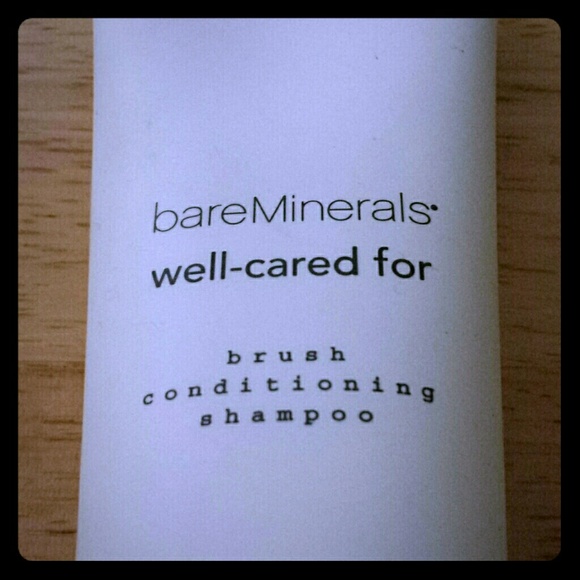 bareMinerals
well-cared for
brush
conditioning
shampoo